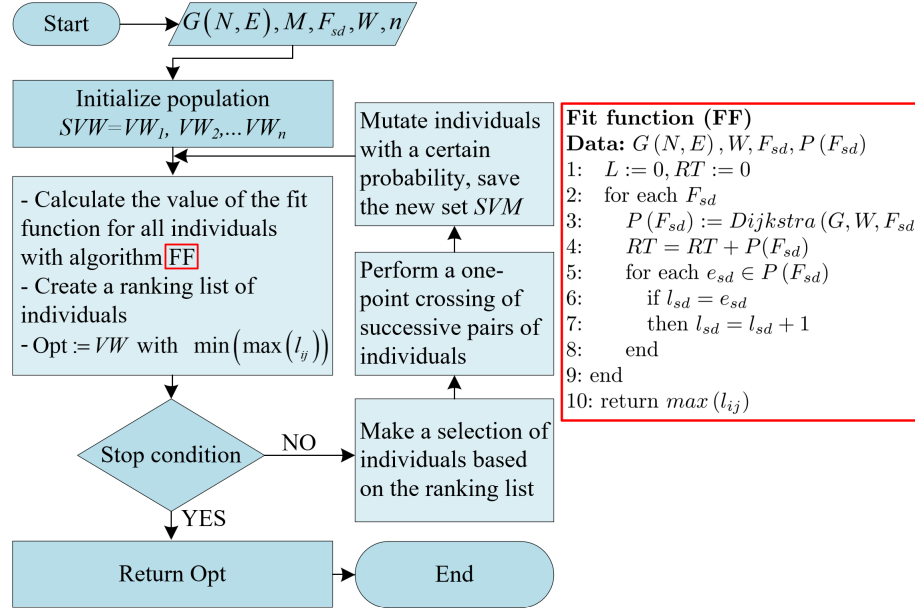 Start
G(N,E),M,F_sd,W,n
Initialize population
SVW=VW_1, VW_2,...VW_n
- Calculate the value of the fit
function for all individuals
with algorithm FF
- Create a ranking list of
individuals
- Opt := VW with min(max(l_ij))
Stop condition
NO
YES
Return Opt
End
Make a selection of
individuals based
on the ranking list
Perform a one-
point crossing of
successive pairs of
individuals
Mutate individuals
with a certain
probability, save
the new set SVM
Fit function (FF)
Data: G (N, E) , W, F_sd, P (F_sd)
1: L := 0, RT := 0
2: for each F_sd
3: P (F_sd) := Dijkstra (G, W, F_sd
4: RT = RT + P(F_sd)
5: for each e_sd ∈ P (F_sd)
6: if l_sd = e_sd
7: then l_sd = l_sd + 1
8: end
9: end
10: return max (l_ij)